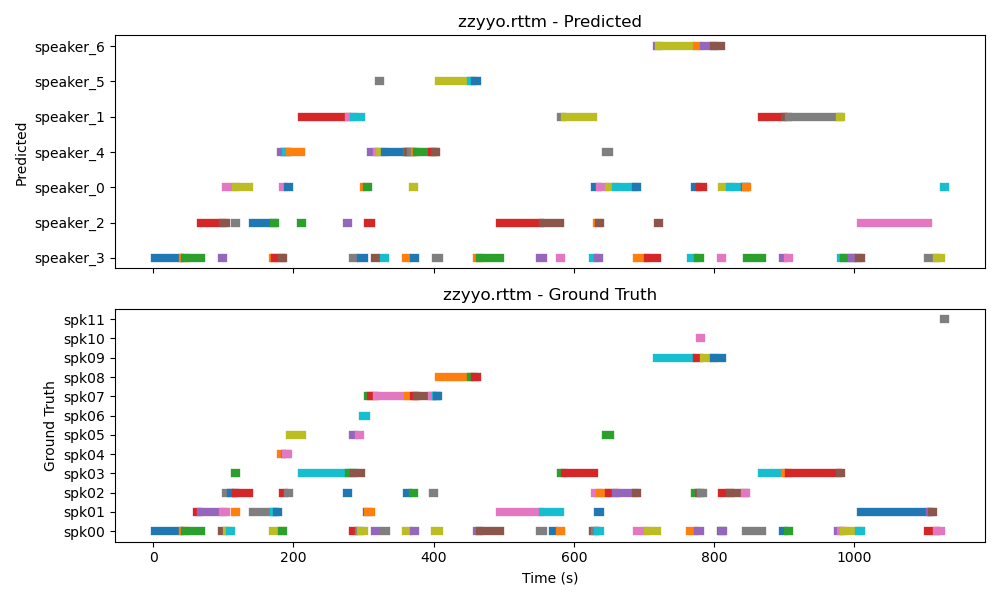 zzyyo.rttm - Predicted
Predicted
speaker_6
speaker_5
speaker_1
speaker_4
speaker_0
speaker_2
speaker_3
zzyyo.rttm - Ground Truth
Ground Truth
spk11
spk10
spk09
spk08
spk07
spk06
spk05
spk04
spk03
spk02
spk01
spk00
0 200 400 600 800 1000
Time (s)